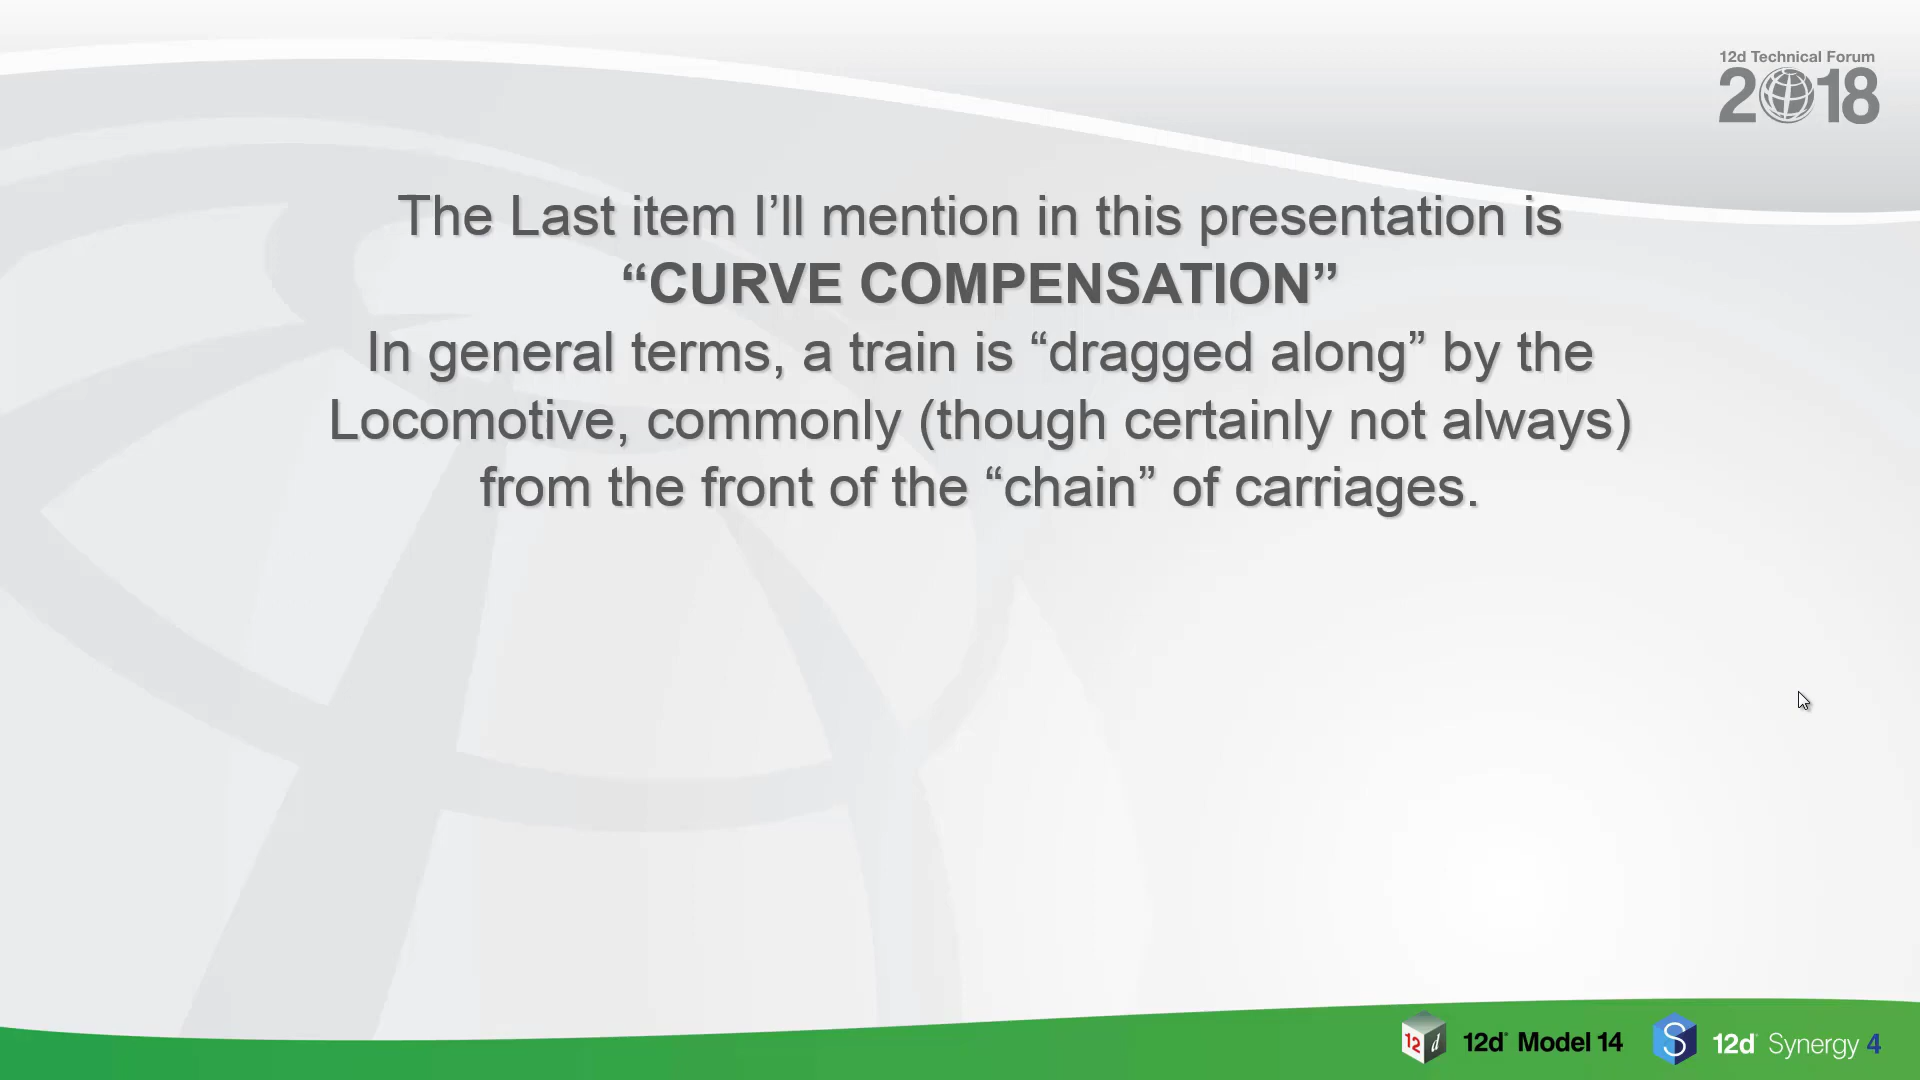 12d Technical Forum
2018
The Last item I’ll mention in this presentation is
“CURVE COMPENSATION”
In general terms, a train is “dragged along” by the
Locomotive, commonly (though certainly not always)
from the front of the “chain” of carriages.
12d Model 14
12d Synergy 4